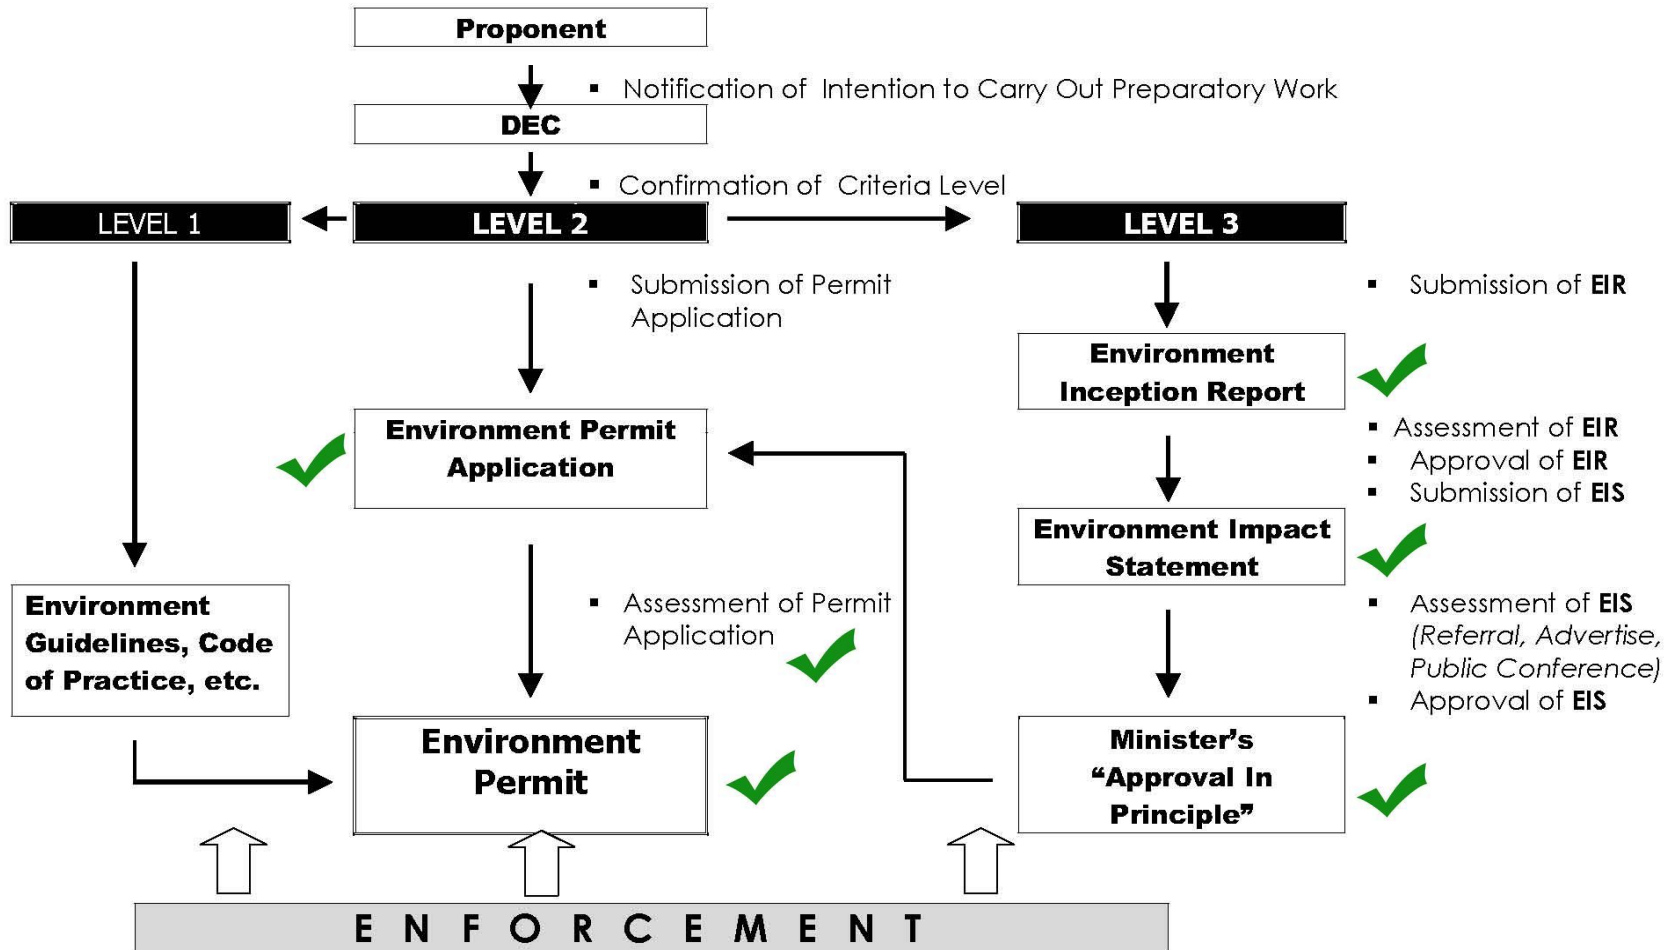 Proponent
▪ Notification of Intention to Carry Out Preparatory Work
DEC
▪ Confirmation of Criteria Level
LEVEL 1
LEVEL 2
LEVEL 3
▪ Submission of Permit
Application
▪ Submission of EIR
Environment
Inception Report
Environment Permit
Application
▪ Assessment of EIR
▪ Approval of EIR
▪ Submission of EIS
Environment Impact
Statement
Environment
Guidelines, Code
of Practice, etc.
▪ Assessment of Permit
Application
▪ Assessment of EIS
(Referral, Advertise,
Public Conference)
▪ Approval of EIS
Environment
Permit
Minister’s
“Approval In
Principle”
E N F O R C E M E N T